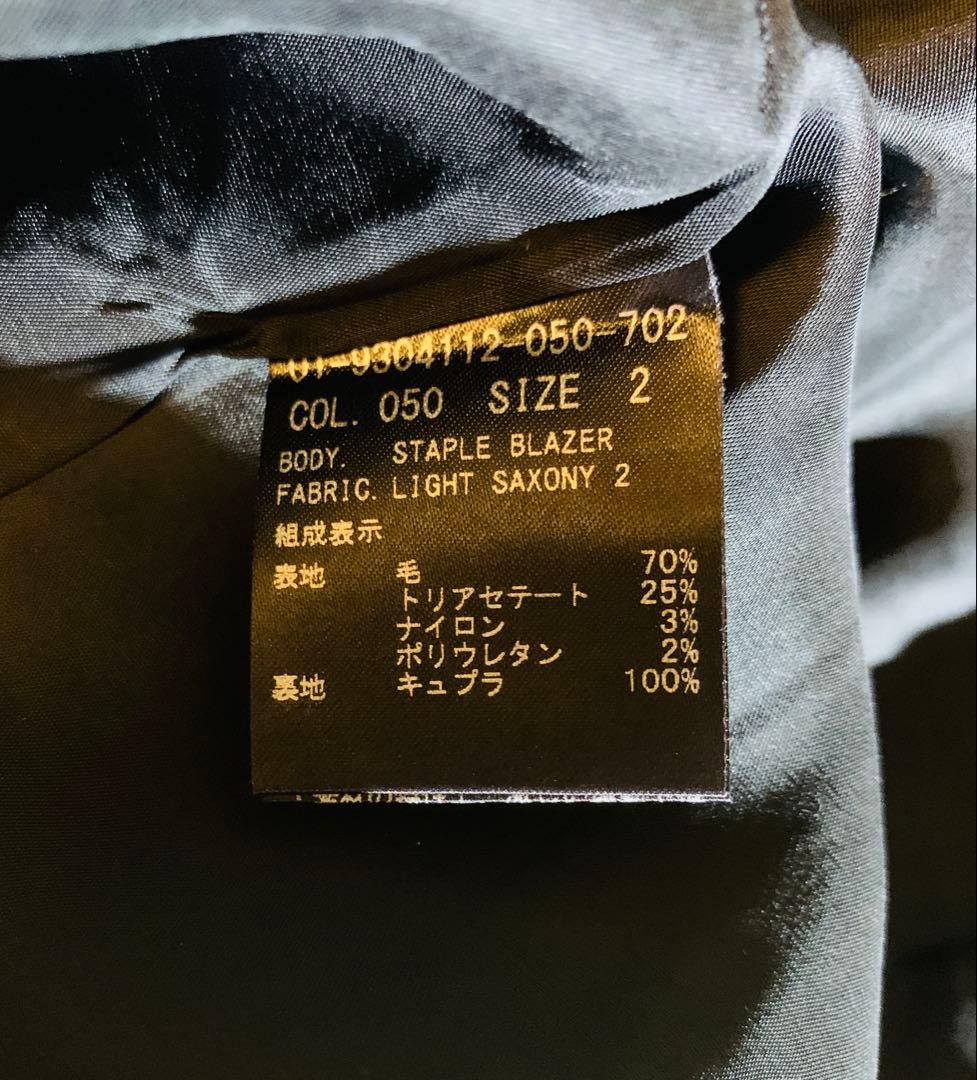 01-9304112-050-702
COL. 050 SIZE 2
BODY. STAPLE BLAZER
FABRIC. LIGHT SAXONY 2
組成表示
表地 毛 70%
トリアセテート 25%
ナイロン 3%
ポリウレタン 2%
裏地 キュプラ 100%